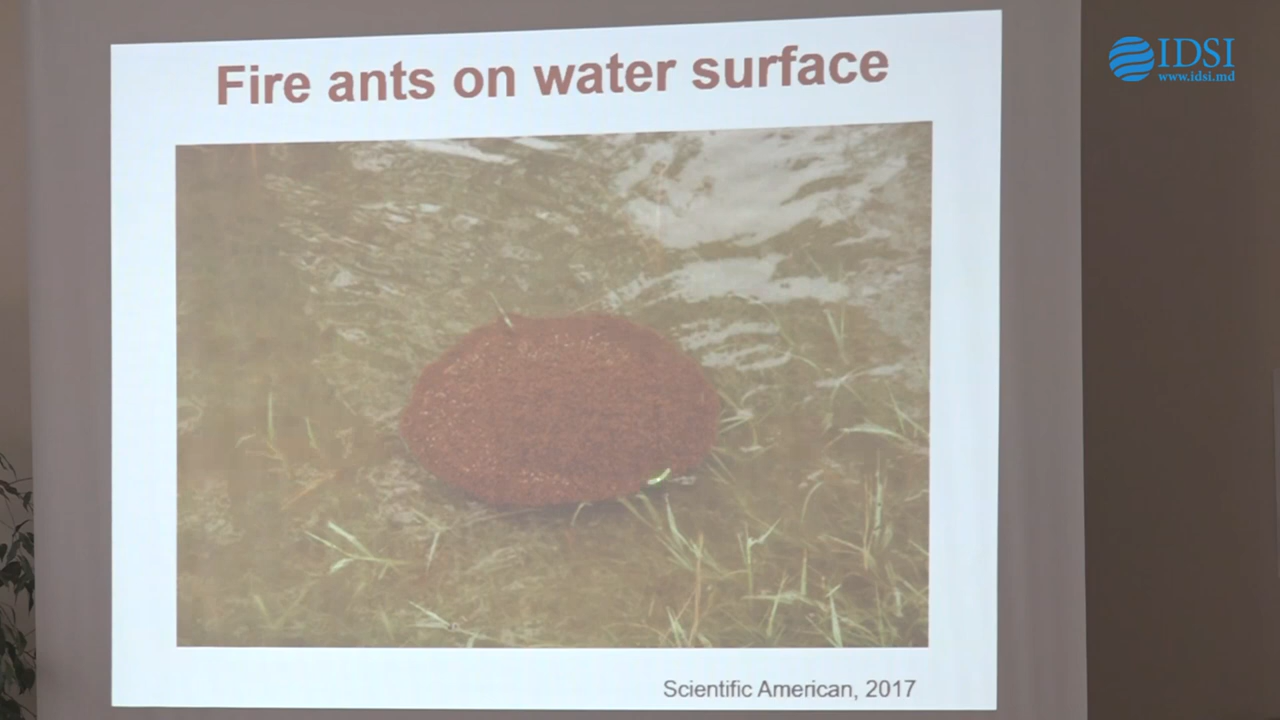 Fire ants on water surface
IDSI
www.idsi.md
Scientific American, 2017